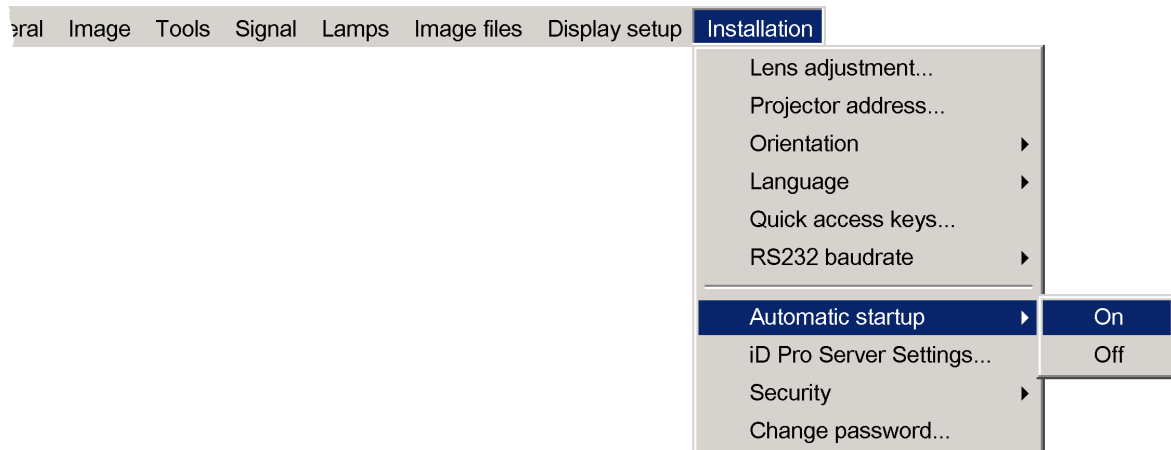 eral Image Tools Signal Lamps Image files Display setup Installation
Lens adjustment...
Projector address...
Orientation
Language
Quick access keys...
RS232 baudrate
Automatic startup On
iD Pro Server Settings... Off
Security
Change password...